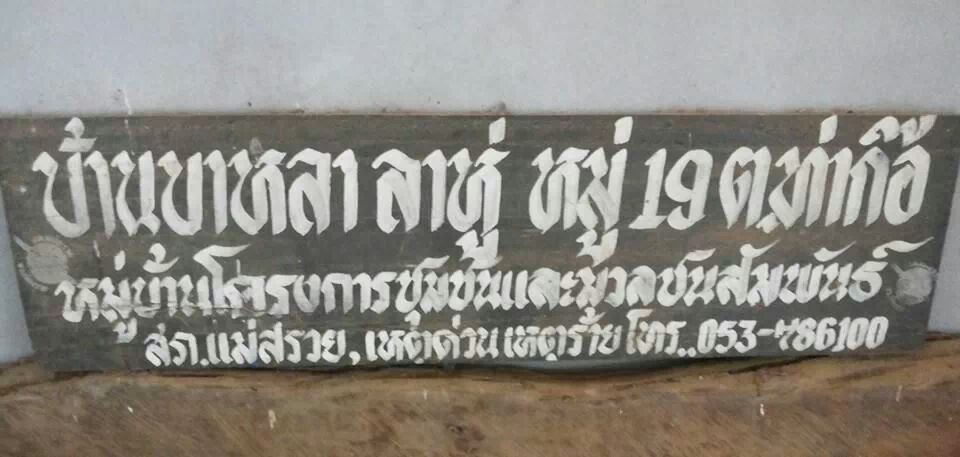 บ้านบาหลา ลาหู่ หมู่ 19 ต.ท่าก๊อ
หมู่บ้านโครงการชุมชนและมวลชนสัมพันธ์
สภ.แม่สรวย, เหตุด่วน เหตุร้าย โทร..053-786100